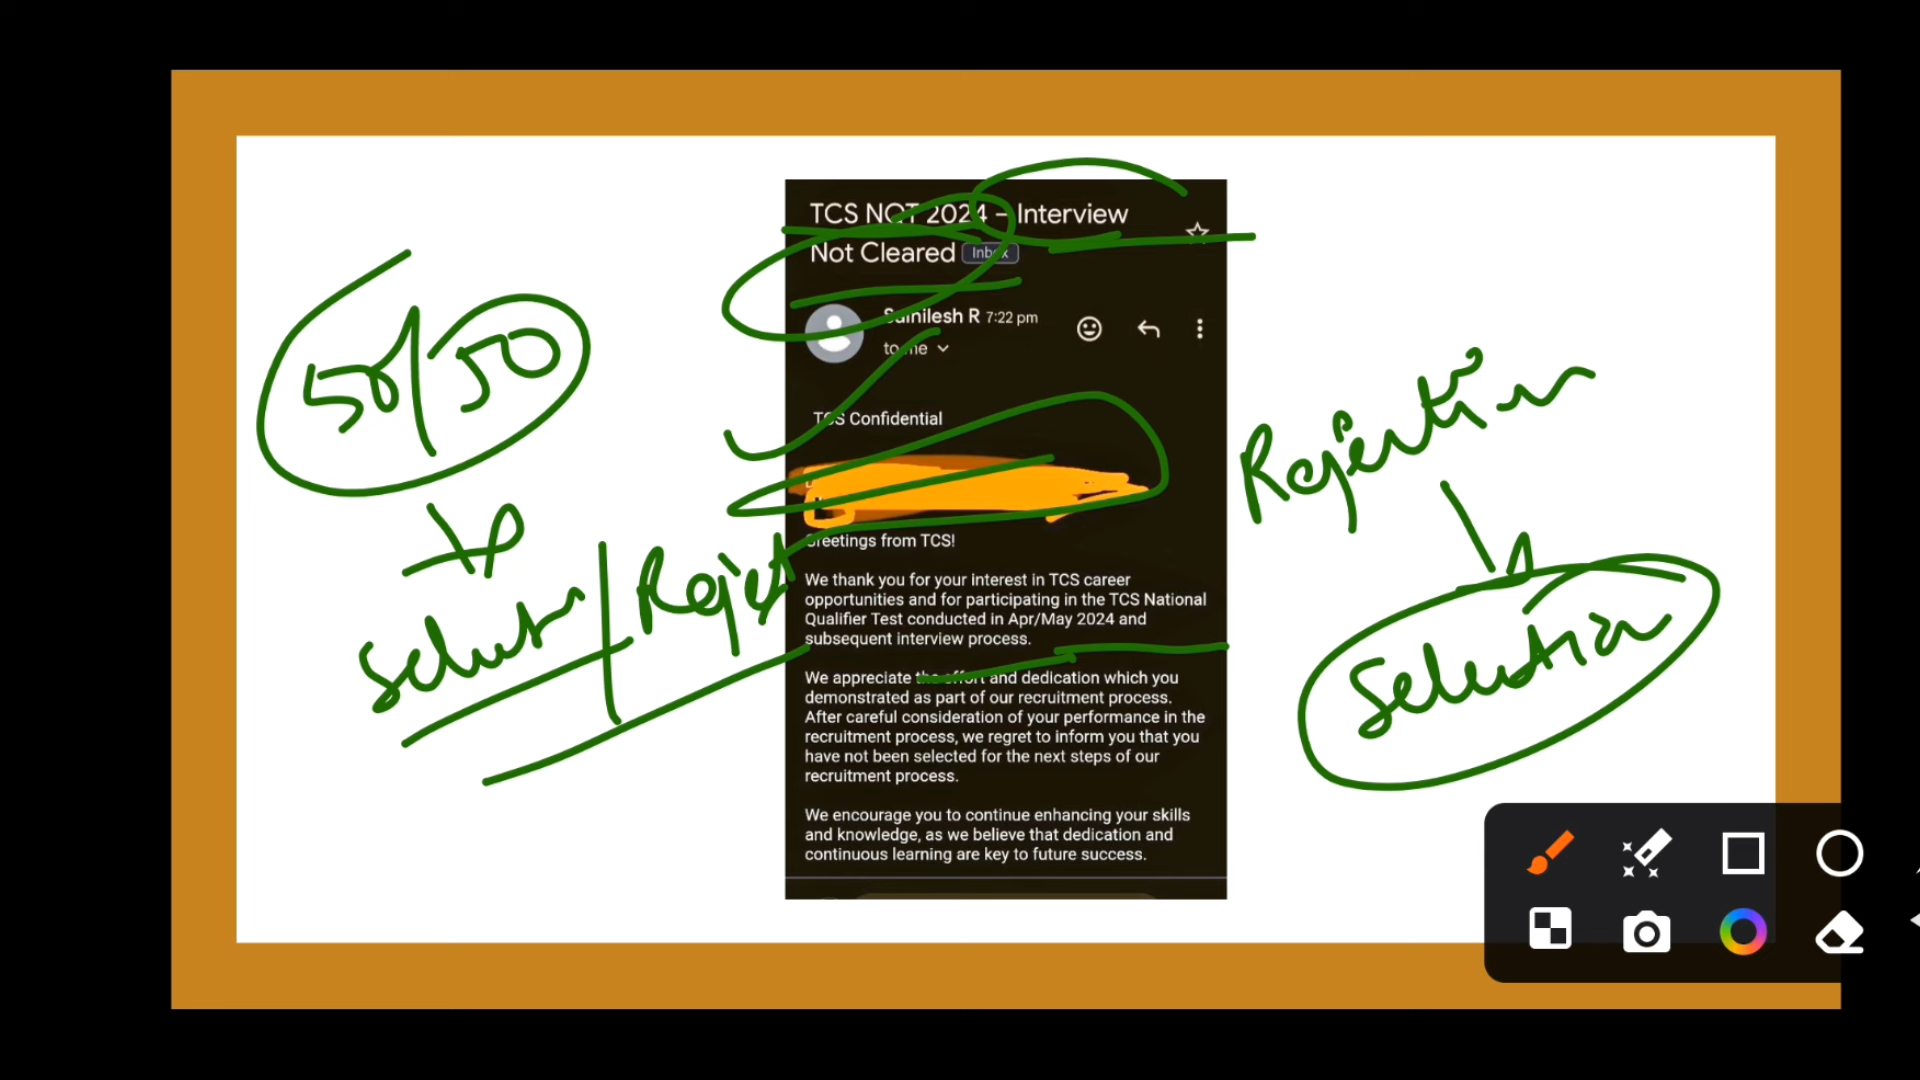 TCS NQT 2024 – Interview
Not Cleared Inbox
Sainilesh R 7:22 pm
to me
TCS Confidential
Greetings from TCS!
We thank you for your interest in TCS career
opportunities and for participating in the TCS National
Qualifier Test conducted in Apr/May 2024 and
subsequent interview process.
We appreciate the effort and dedication which you
demonstrated as part of our recruitment process.
After careful consideration of your performance in the
recruitment process, we regret to inform you that you
have not been selected for the next steps of our
recruitment process.
We encourage you to continue enhancing your skills
and knowledge, as we believe that dedication and
continuous learning are key to future success.
50/50
Select/Reject
Rejection
Selection